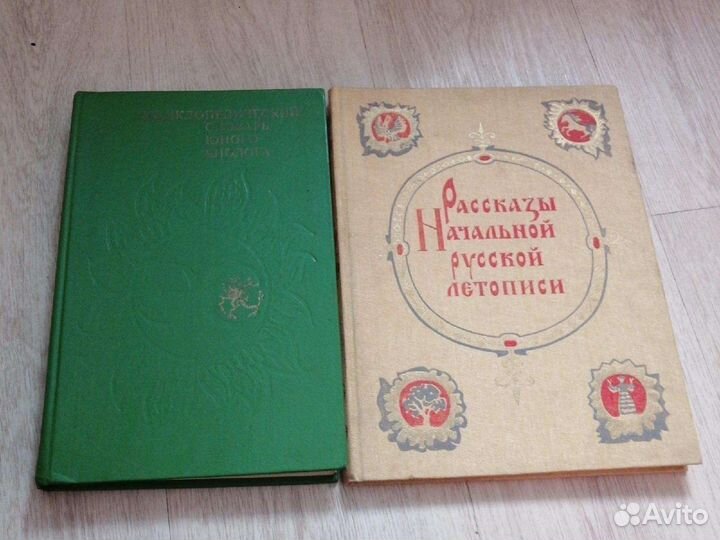 ЭНЦИКЛОПЕДИЧЕСКИЙ
СЛОВАРЬ
ЮНОГО
БИОЛОГА
Рассказы
Начальной
русской
летописи
Avito